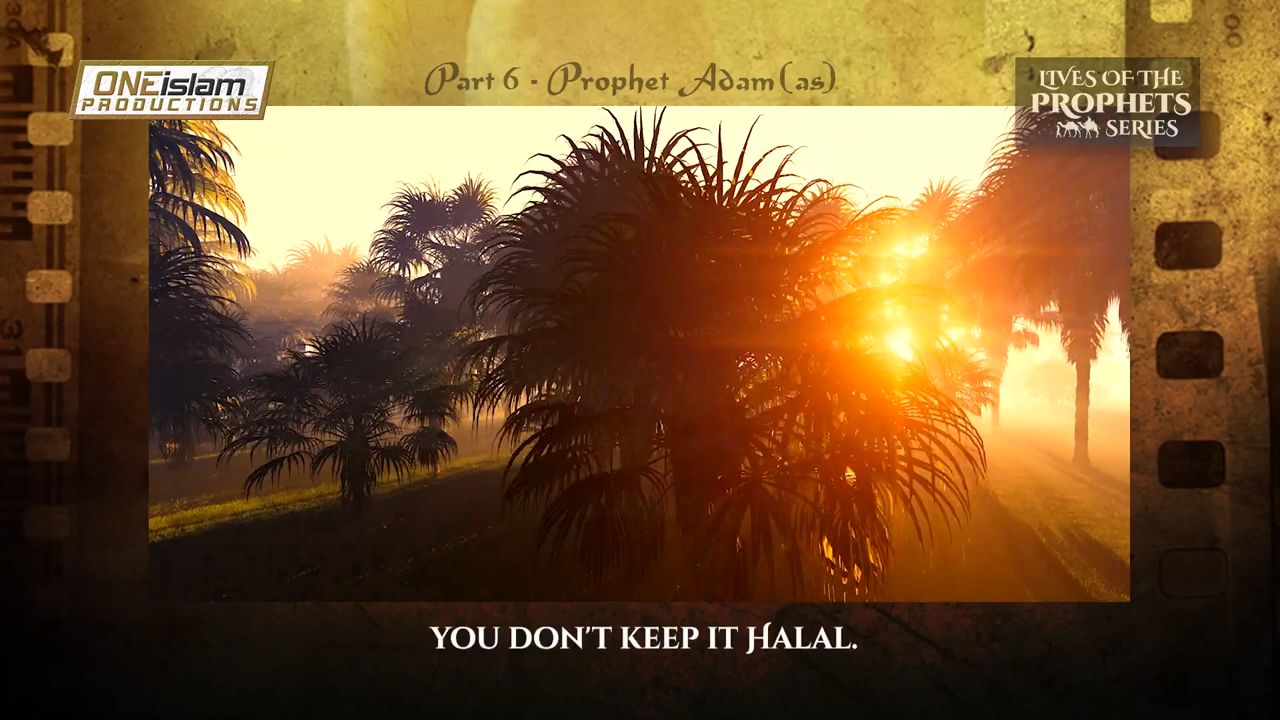 Part 6 - Prophet Adam (as)
ONEislam
PRODUCTIONS
LIVES OF THE
PROPHETS
SERIES
YOU DON'T KEEP IT HALAL.